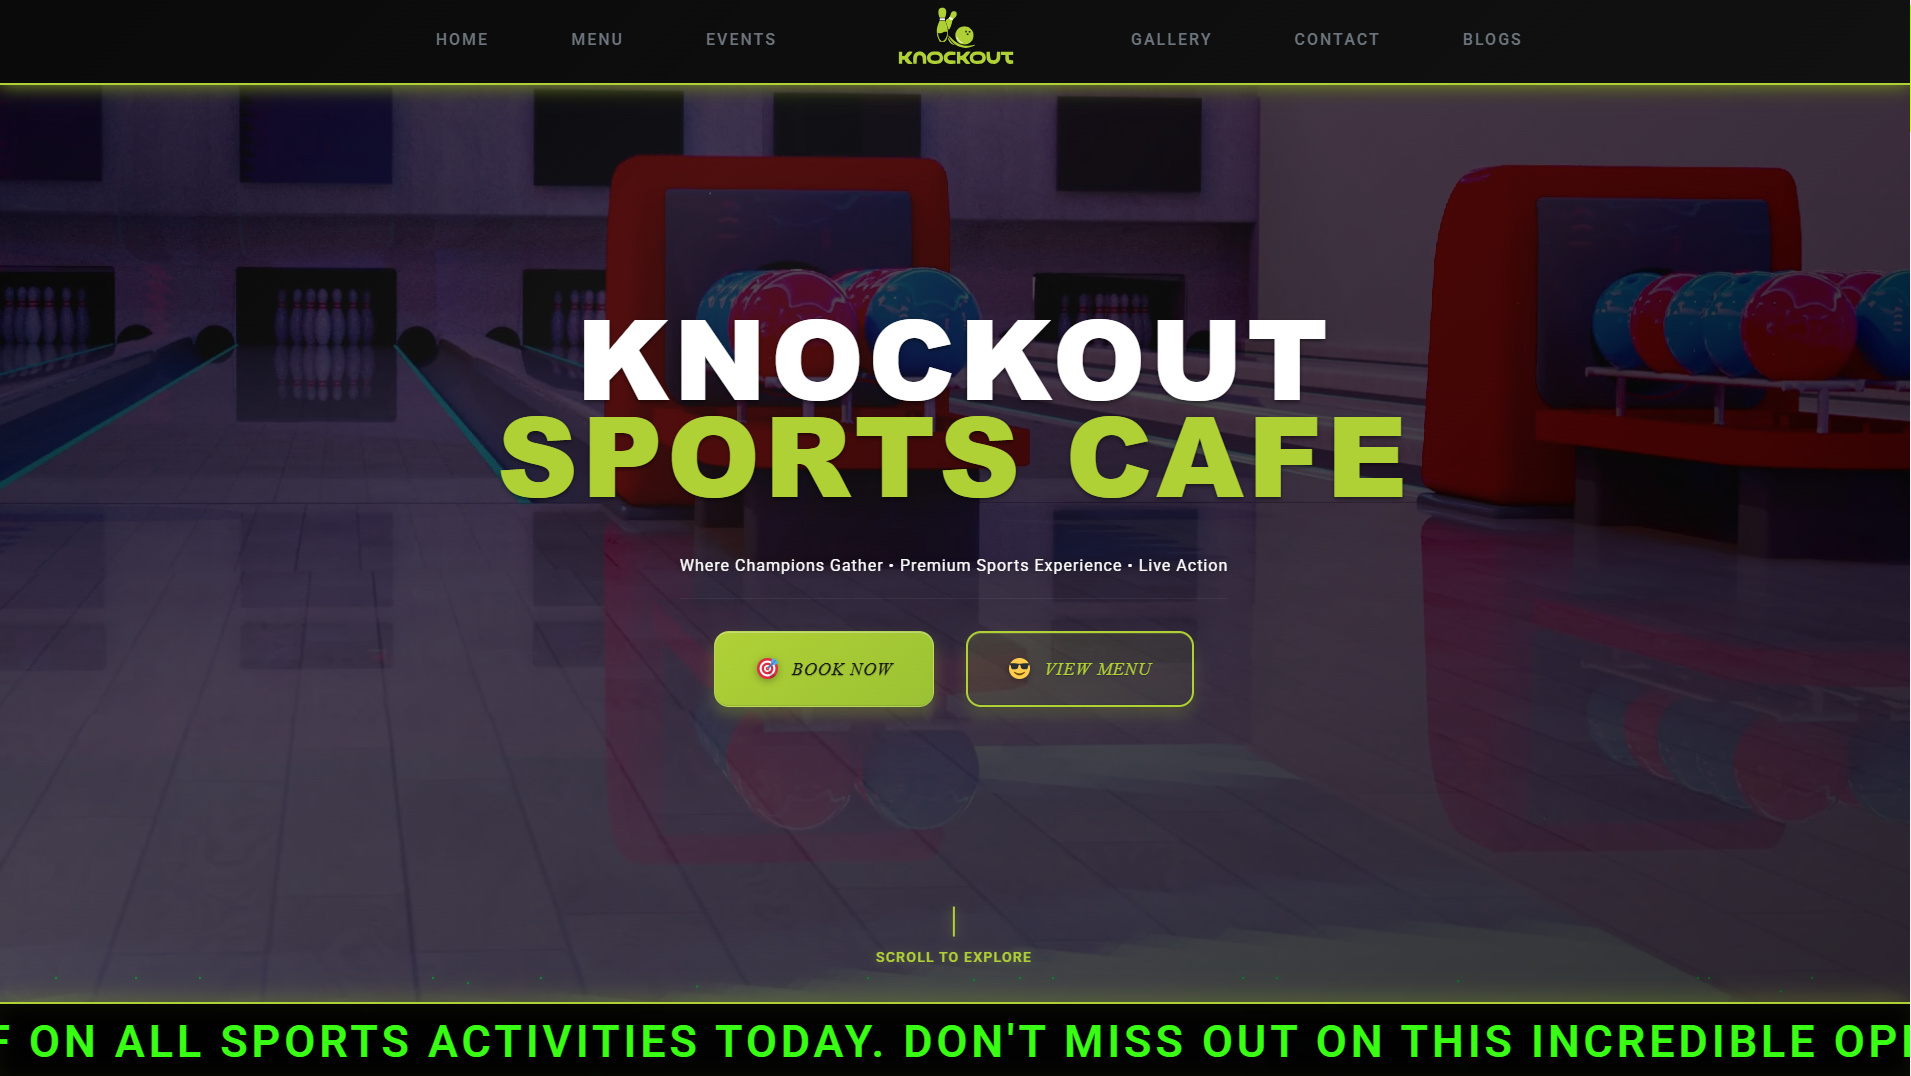 HOME MENU EVENTS KNOCKOUT GALLERY CONTACT BLOGS
KNOCKOUT
SPORTS CAFE
Where Champions Gather • Premium Sports Experience • Live Action
🎯 BOOK NOW 😎 VIEW MENU
SCROLL TO EXPLORE
ON ALL SPORTS ACTIVITIES TODAY. DON'T MISS OUT ON THIS INCREDIBLE